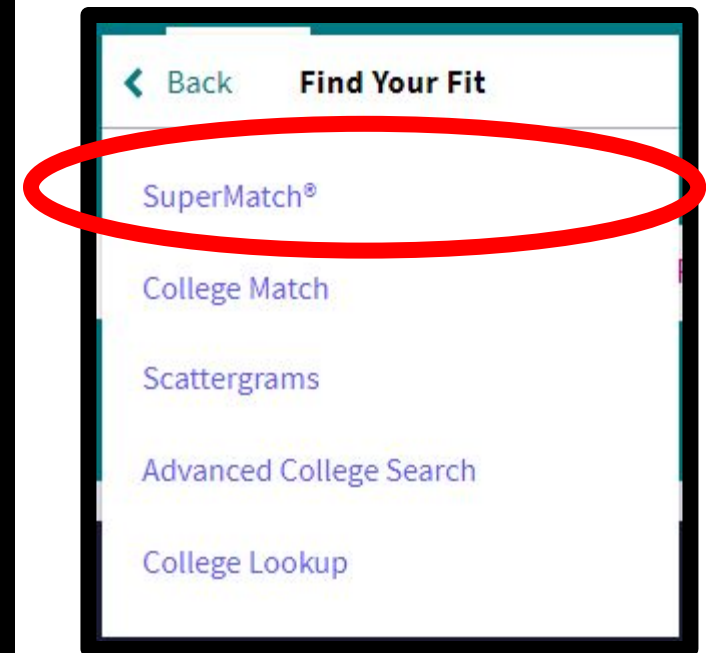 Back Find Your Fit
SuperMatch®
College Match
Scattergrams
Advanced College Search
College Lookup